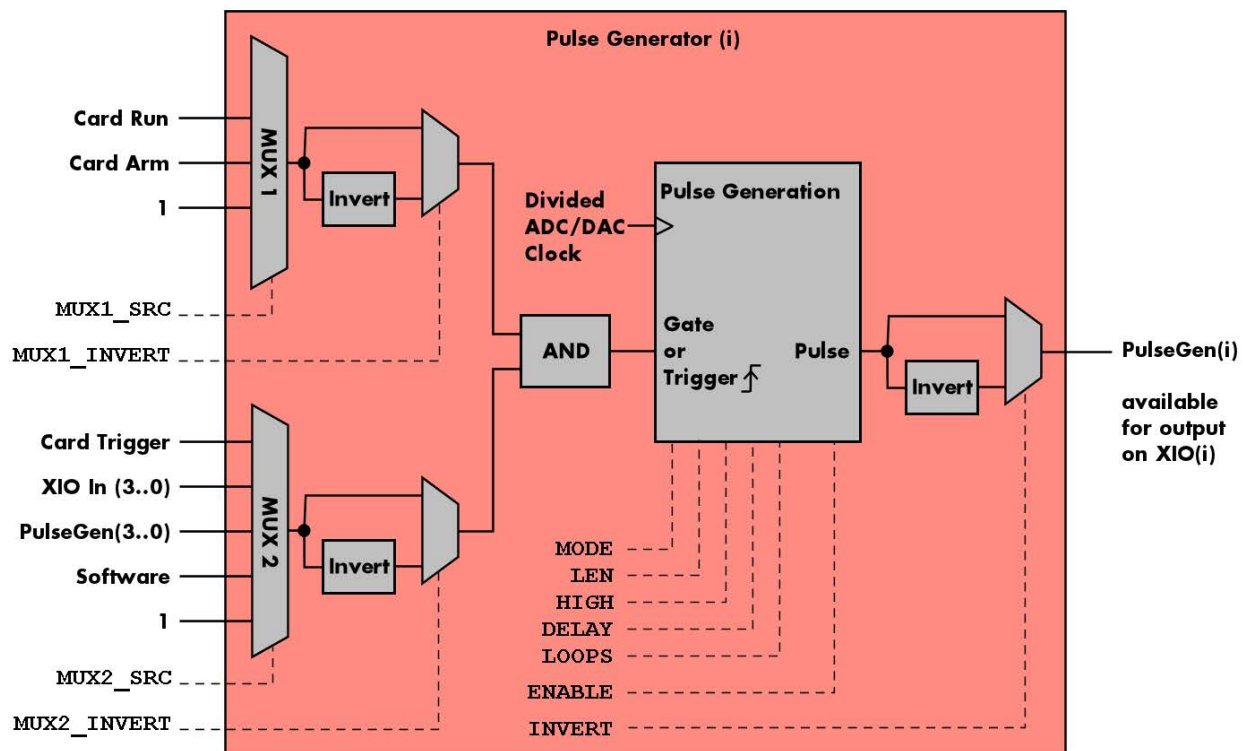 Pulse Generator (i)
Card Run
Card Arm
1
MUX 1
Invert
MUX1_SRC
MUX1_INVERT
Divided
ADC/DAC
Clock
Pulse Generation
Gate
or
Trigger
Pulse
AND
Invert
PulseGen(i)
available
for output
on XIO(i)
Card Trigger
XIO In (3..0)
PulseGen(3..0)
Software
1
MUX 2
Invert
MUX2_SRC
MUX2_INVERT
MODE
LEN
HIGH
DELAY
LOOPS
ENABLE
INVERT